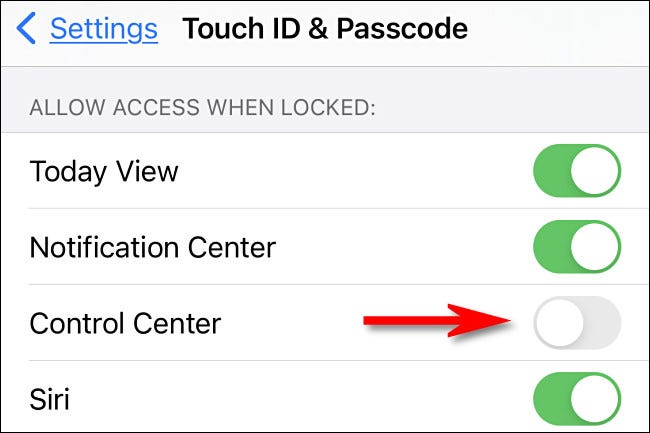 Settings Touch ID & Passcode
ALLOW ACCESS WHEN LOCKED:
Today View
Notification Center
Control Center
Siri